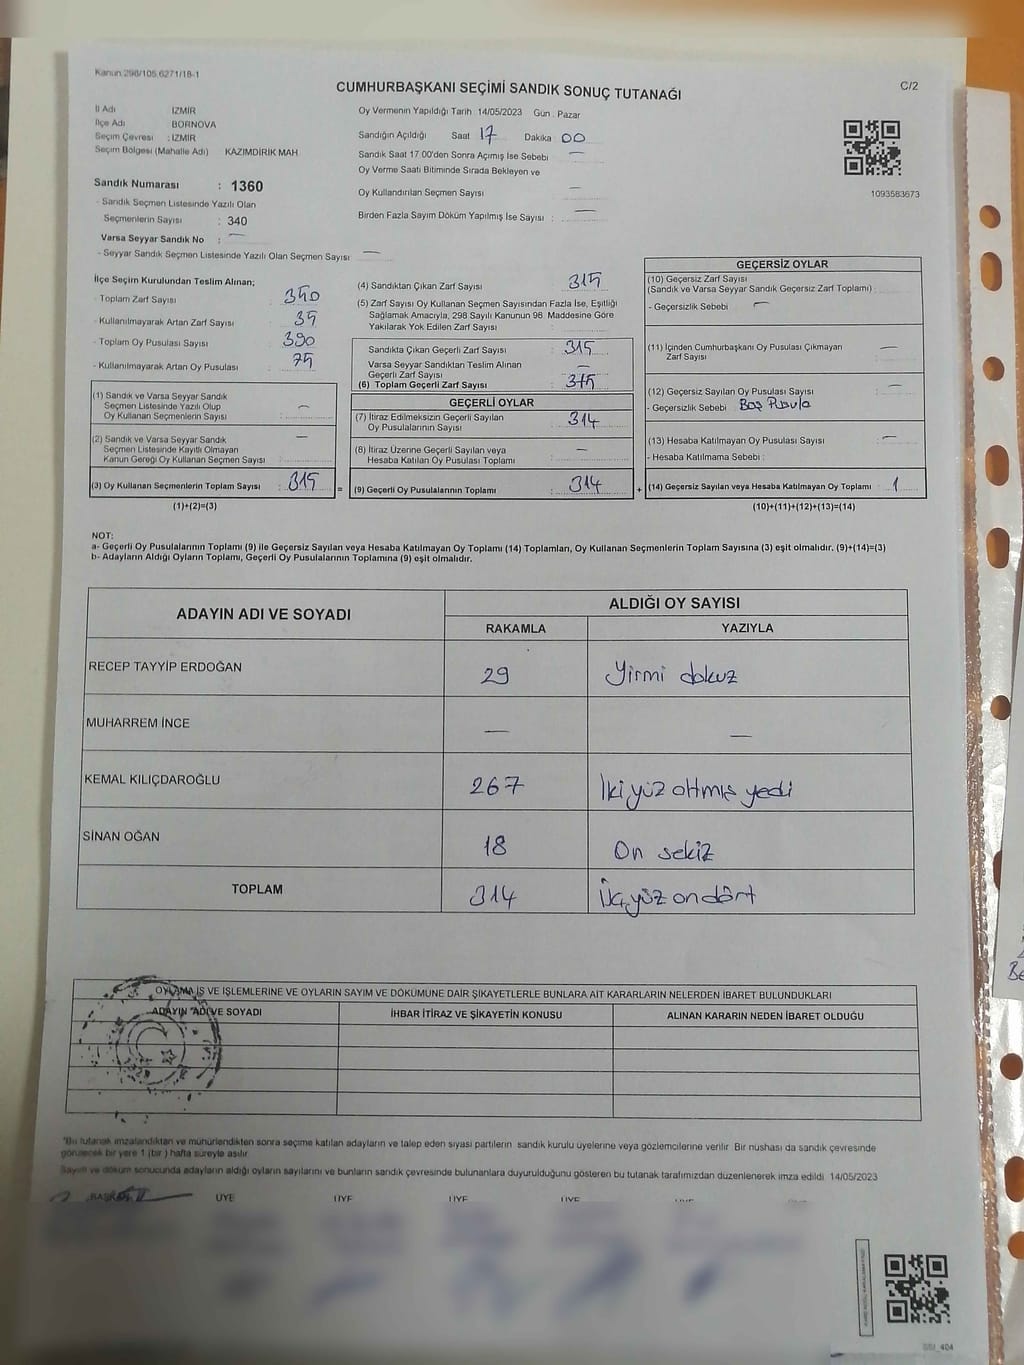 Kanun:298/105,6271/18-1
C/2
CUMHURBAŞKANI SEÇİMİ SANDIK SONUÇ TUTANAĞI
İl Adı İZMİR
İlçe Adı BORNOVA
Seçim Çevresi : İZMİR
Seçim Bölgesi (Mahalle Adı) KAZIMDİRİK MAH.
Sandık Numarası : 1360
- Sandık Seçmen Listesinde Yazılı Olan
Seçmenlerin Sayısı : 340
Varsa Seyyar Sandık No : —
- Seyyar Sandık Seçmen Listesinde Yazılı Olan Seçmen Sayısı —
Oy Vermenin Yapıldığı Tarih 14/05/2023 Gün : Pazar
Sandığın Açıldığı Saat 17 Dakika 00
Sandık Saat 17:00'den Sonra Açımış İse Sebebi —
Oy Verme Saati Bitiminde Sırada Bekleyen ve
Oy Kullandırılan Seçmen Sayısı —
Birden Fazla Sayım Döküm Yapılmış İse Sayısı : —
1093583673
İlçe Seçim Kurulundan Teslim Alınan;
- Toplam Zarf Sayısı 350
- Kullanılmayarak Artan Zarf Sayısı 35
- Toplam Oy Pusulası Sayısı 390
- Kullanılmayarak Artan Oy Pusulası 75
(1) Sandık ve Varsa Seyyar Sandık
Seçmen Listesinde Yazılı Olup
Oy Kullanan Seçmenlerin Sayısı : —
(2) Sandık ve Varsa Seyyar Sandık
Seçmen Listesinde Kayıtlı Olmayan
Kanun Gereği Oy Kullanan Seçmen Sayısı : —
(3) Oy Kullanan Seçmenlerin Toplam Sayısı : 315
(1)+(2)=(3)
=
(4) Sandıktan Çıkan Zarf Sayısı : 315
(5) Zarf Sayısı Oy Kullanan Seçmen Sayısından Fazla İse, Eşitliği
Sağlamak Amacıyla, 298 Sayılı Kanunun 98. Maddesine Göre
Yakılarak Yok Edilen Zarf Sayısı :
Sandıkta Çıkan Geçerli Zarf Sayısı : 315
Varsa Seyyar Sandıktan Teslim Alınan
Geçerli Zarf Sayısı : —
(6) Toplam Geçerli Zarf Sayısı : 315
GEÇERLİ OYLAR
(7) İtiraz Edilmeksizin Geçerli Sayılan
Oy Pusulalarının Sayısı : 314
(8) İtiraz Üzerine Geçerli Sayılan veya
Hesaba Katılan Oy Pusulası Toplamı : —
(9) Geçerli Oy Pusulalarının Toplamı : 314
+
GEÇERSİZ OYLAR
(10) Geçersiz Zarf Sayısı
(Sandık ve Varsa Seyyar Sandık Geçersiz Zarf Toplamı) :
- Geçersizlik Sebebi : —
(11) İçinden Cumhurbaşkanı Oy Pusulası Çıkmayan
Zarf Sayısı : —
(12) Geçersiz Sayılan Oy Pusulası Sayısı : —
- Geçersizlik Sebebi : Boş Pusula
(13) Hesaba Katılmayan Oy Pusulası Sayısı : —
- Hesaba Katılmama Sebebi :
(14) Geçersiz Sayılan veya Hesaba Katılmayan Oy Toplamı : 1
(10)+(11)+(12)+(13)=(14)
NOT:
a- Geçerli Oy Pusulalarının Toplamı (9) ile Geçersiz Sayılan veya Hesaba Katılmayan Oy Toplamı (14) Toplamları, Oy Kullanan Seçmenlerin Toplam Sayısına (3) eşit olmalıdır. (9)+(14)=(3)
b- Adayların Aldığı Oyların Toplamı, Geçerli Oy Pusulalarının Toplamına (9) eşit olmalıdır.
ADAYIN ADI VE SOYADI ALDIĞI OY SAYISI
RAKAMLA YAZIYLA
RECEP TAYYİP ERDOĞAN 29 Yirmi dokuz
MUHARREM İNCE — —
KEMAL KILIÇDAROĞLU 267 İkiyüz altmış yedi
SİNAN OĞAN 18 On sekiz
TOPLAM 314 Üçyüz ondört
OYLAMA İŞ VE İŞLEMLERİNE VE OYLARIN SAYIM VE DÖKÜMÜNE DAİR ŞİKAYETLERLE BUNLARA AİT KARARLARIN NELERDEN İBARET BULUNDUKLARI
ADAYIN ADI VE SOYADI İHBAR İTİRAZ VE ŞİKAYETİN KONUSU ALINAN KARARIN NEDEN İBARET OLDUĞU
*Bu tutanak imzalandıktan ve mühürlendikten sonra seçime katılan adayların ve talep eden siyasi partilerin sandık kurulu üyelerine veya gözlemcilerine verilir. Bir nüshası da sandık çevresinde
görünecek bir yere 1 (bir) hafta süreyle asılır.
Sayım ve döküm sonucunda adayların aldığı oyların sayılarını ve bunların sandık çevresinde bulunanlara duyurulduğunu gösteren bu tutanak tarafımızdan düzenlenerek imza edildi 14/05/2023
BAŞKAN ÜYE ÜYE ÜYE ÜYE ÜYE